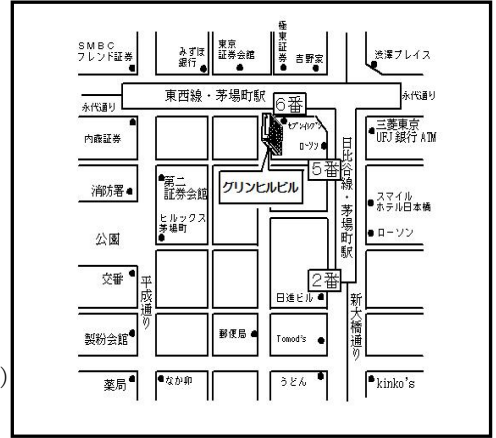 SMBC
フレンド証券
みずほ
銀行
東京
証券会館
極東証券
吉野家
渋澤プレイス
永代通り
東西線・茅場町駅
6番
永代通り
内藤証券
セブンイレブン
ローソン
三菱東京
UFJ銀行ATM
日比谷線・茅場町駅
5番
消防署
第二
証券会館
グリンヒルビル
スマイル
ホテル日本橋
ヒルックス
茅場町
ローソン
公園
交番
平成通り
2番
日進ビル
新大橋通り
製粉会館
郵便局
Tomod's
薬局
なか卯
うどん
kinko's
)